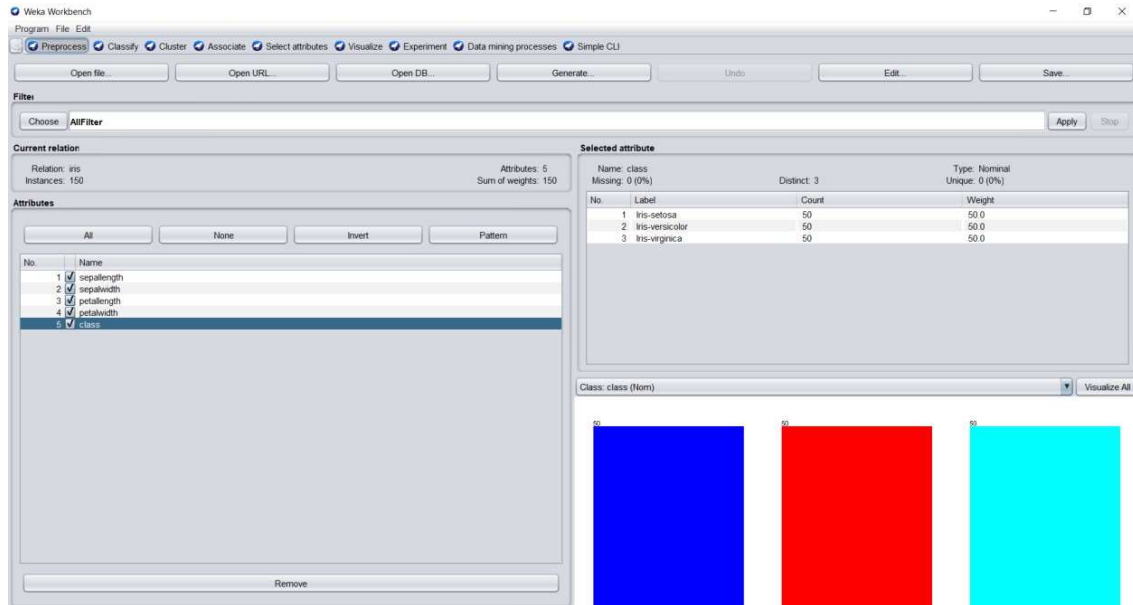 Weka Workbench
Program File Edit
Preprocess Classify Cluster Associate Select attributes Visualize Experiment Data mining processes Simple CLI
Open file... Open URL... Open DB... Generate... Undo Edit... Save...
Filter
Choose AllFilter Apply Stop
Current relation
Relation: iris Attributes: 5
Instances: 150 Sum of weights: 150
Attributes
All None Invert Pattern
No. Name
1 sepallength
2 sepalwidth
3 petallength
4 petalwidth
5 class
Remove
Selected attribute
Name: class Type: Nominal
Missing: 0 (0%) Distinct: 3 Unique: 0 (0%)
No. Label Count Weight
1 Iris-setosa 50 50.0
2 Iris-versicolor 50 50.0
3 Iris-virginica 50 50.0
Class: class (Nom) Visualize All
50 50 50